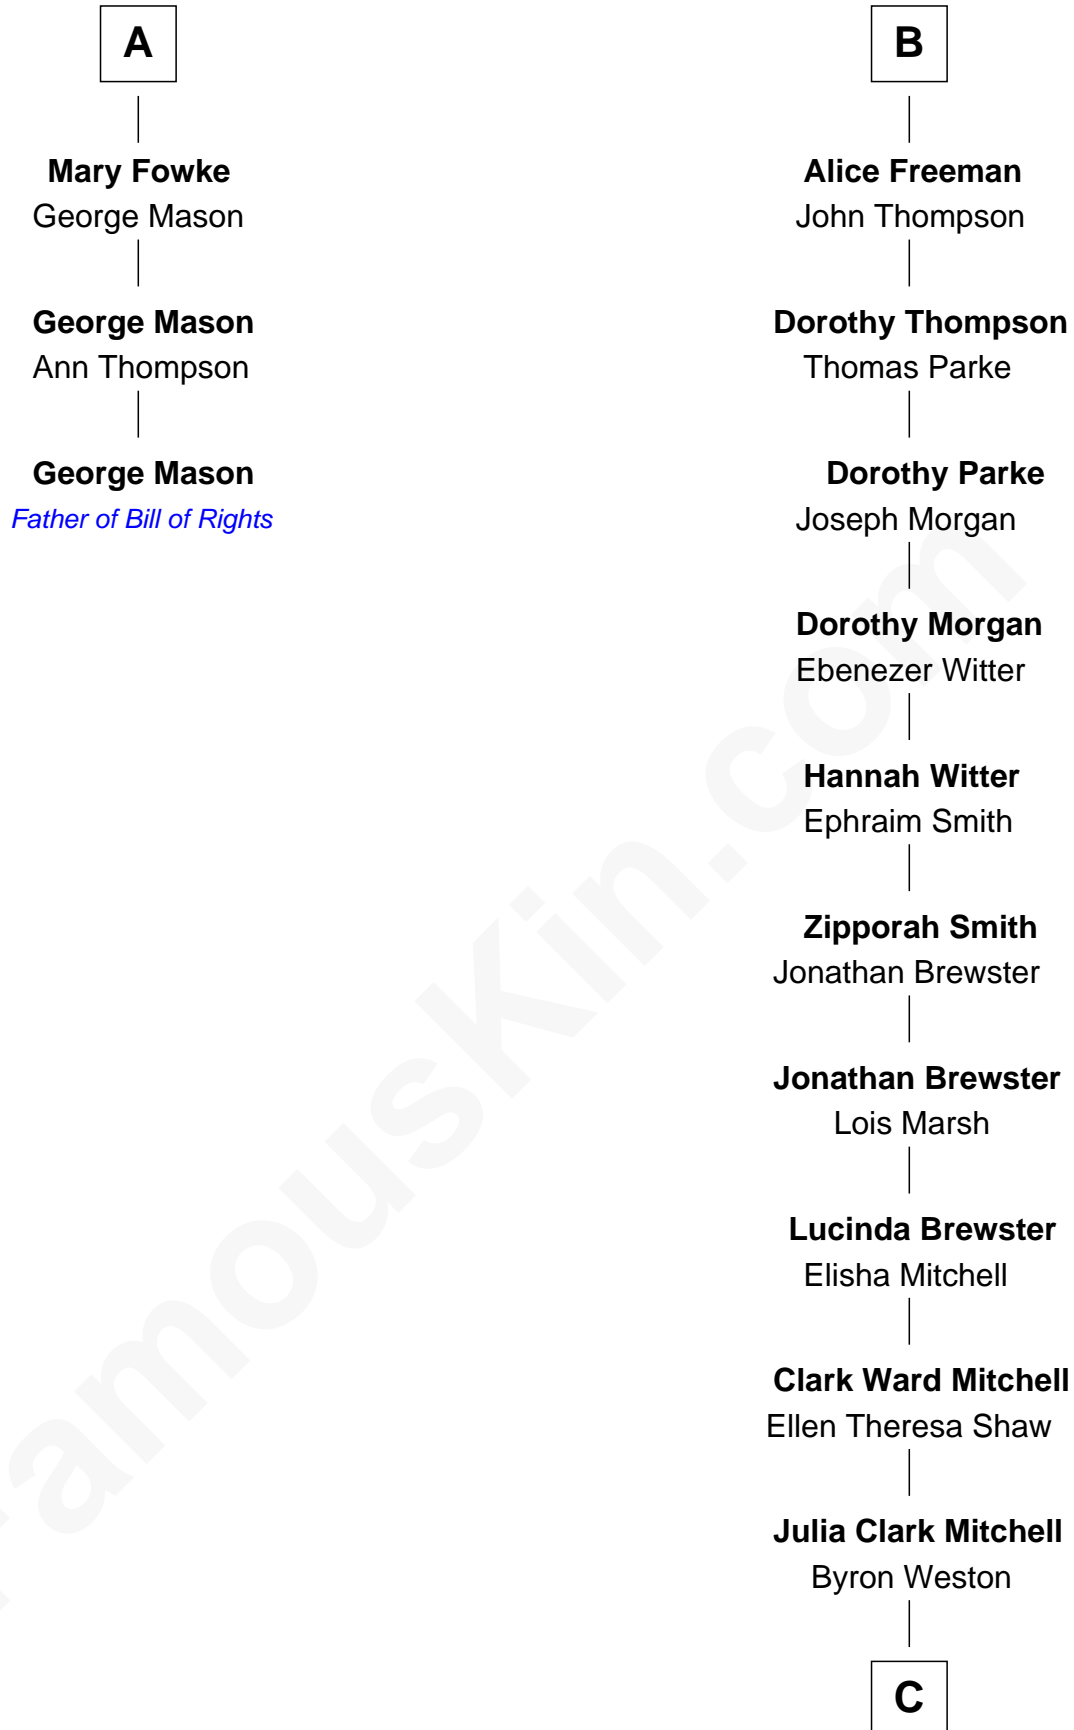 A
Mary Fowke
George Mason
George Mason
Ann Thompson
George Mason
Father of Bill of Rights
B
Alice Freeman
John Thompson
Dorothy Thompson
Thomas Parke
Dorothy Parke
Joseph Morgan
Dorothy Morgan
Ebenezer Witter
Hannah Witter
Ephraim Smith
Zipporah Smith
Jonathan Brewster
Jonathan Brewster
Lois Marsh
Lucinda Brewster
Elisha Mitchell
Clark Ward Mitchell
Ellen Theresa Shaw
Julia Clark Mitchell
Byron Weston
C
FamousKin.com